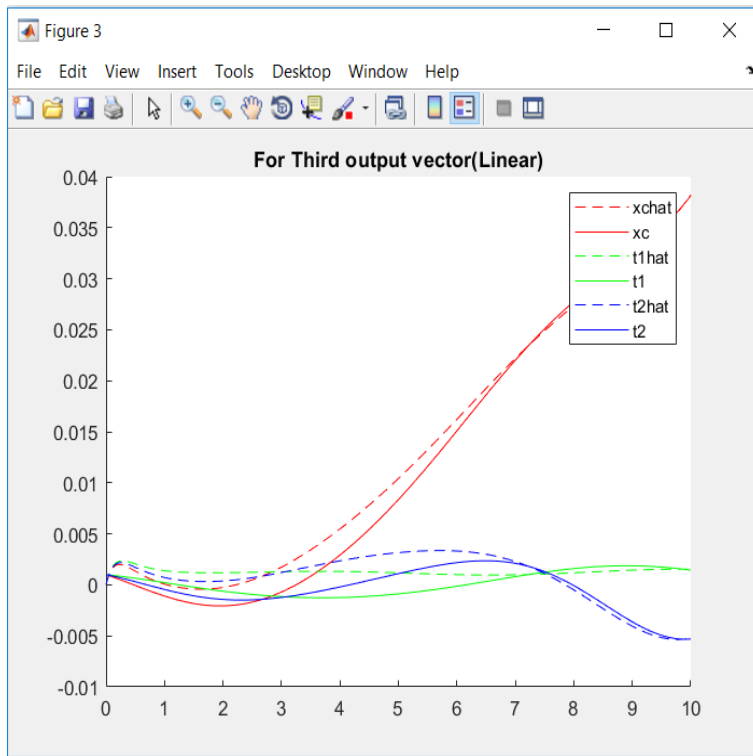 Figure 3
File Edit View Insert Tools Desktop Window Help
For Third output vector(Linear)
0.04
0.035
0.03
0.025
0.02
0.015
0.01
0.005
0
-0.005
-0.01
0 1 2 3 4 5 6 7 8 9 10
xchat
xc
t1hat
t1
t2hat
t2